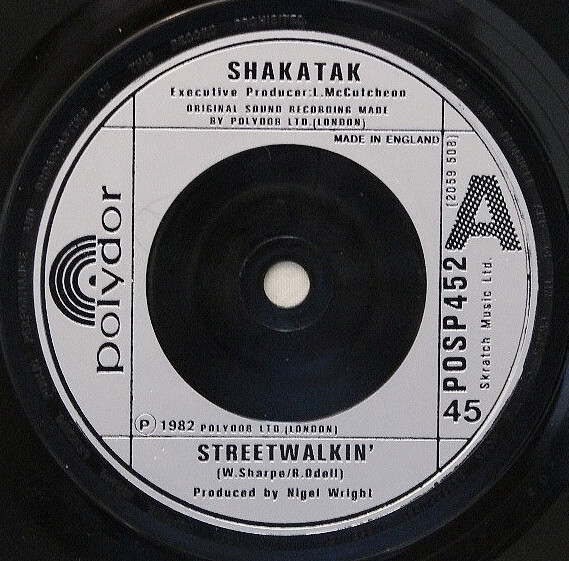 SHAKATAK
Executive Producer:L.McCutcheon
ORIGINAL SOUND RECORDING MADE
BY POLYDOR LTD.(LONDON)
MADE IN ENGLAND
(2059 508)
A
polydor
POSP452
Skratch Music Ltd.
45
Ⓟ 1982 POLYDOR LTD.(LONDON)
STREETWALKIN'
(W.Sharpe/R.Odell)
Produced by Nigel Wright